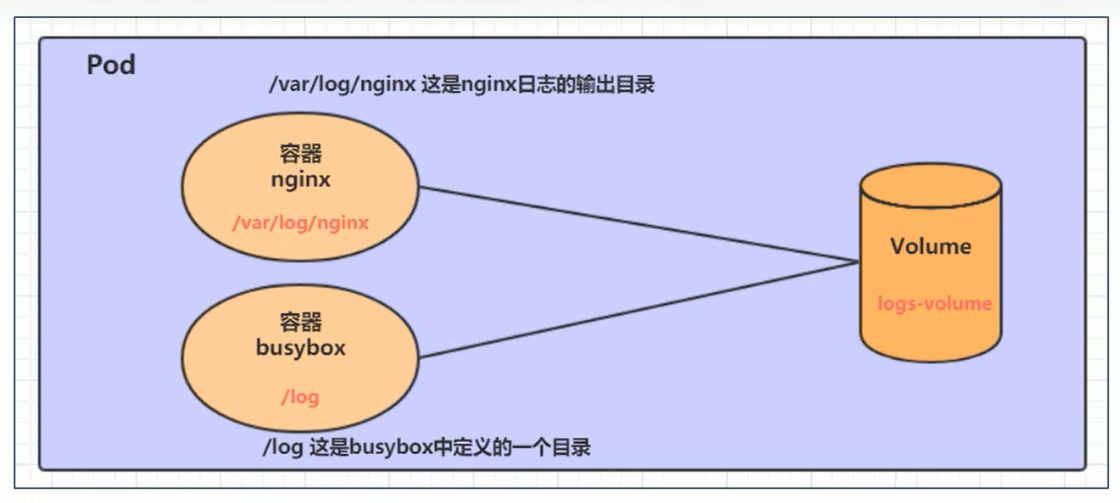 Pod
/var/log/nginx 这是nginx日志的输出目录
容器
nginx
/var/log/nginx
容器
busybox
/log
/log 这是busybox中定义的一个目录
Volume
logs-volume